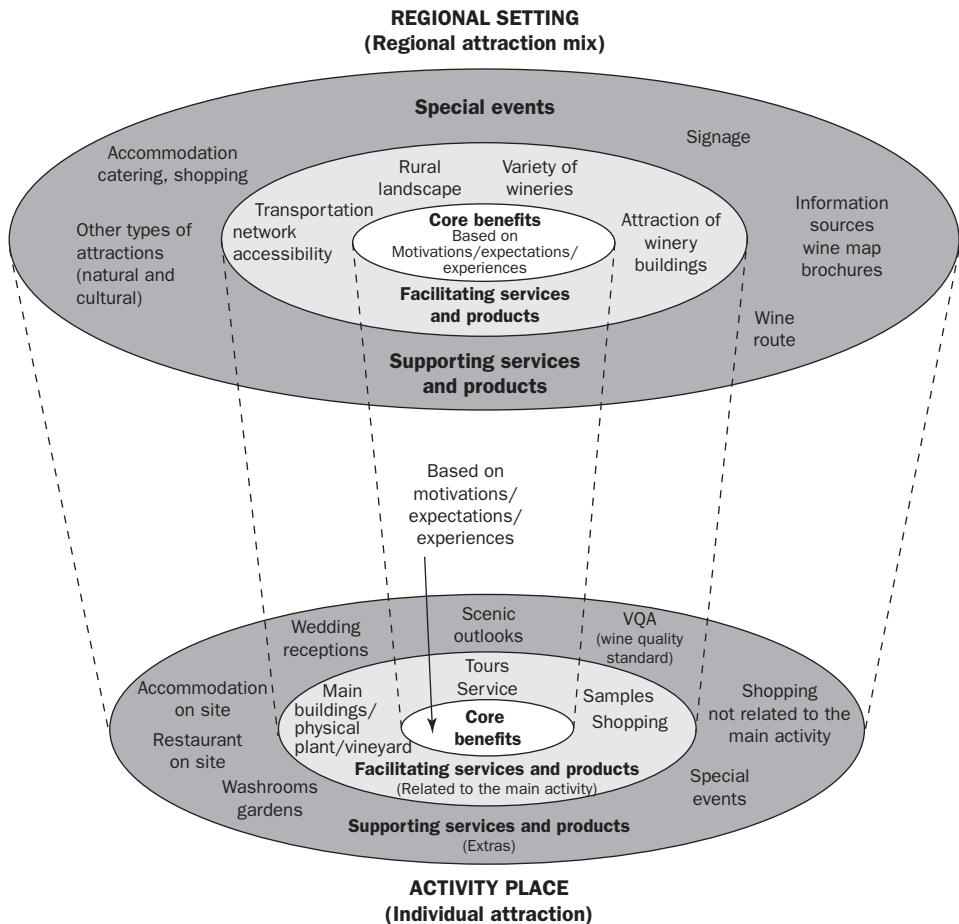 REGIONAL SETTING
(Regional attraction mix)
Special events
Signage
Accommodation
catering, shopping
Rural
landscape
Variety of
wineries
Information
sources
wine map
brochures
Transportation
network
accessibility
Core benefits
Based on
Motivations/expectations/
experiences
Attraction of
winery
buildings
Other types of
attractions
(natural and
cultural)
Facilitating services
and products
Wine
route
Supporting services
and products
Based on
motivations/
expectations/
experiences
Wedding
receptions
Scenic
outlooks
VQA
(wine quality
standard)
Tours
Service
Accommodation
on site
Main
buildings/
physical
plant/vineyard
Samples
Shopping
Shopping
not related to the
main activity
Core
benefits
Restaurant
on site
Facilitating services and products
(Related to the main activity)
Washrooms
gardens
Special
events
Supporting services and products
(Extras)
ACTIVITY PLACE
(Individual attraction)